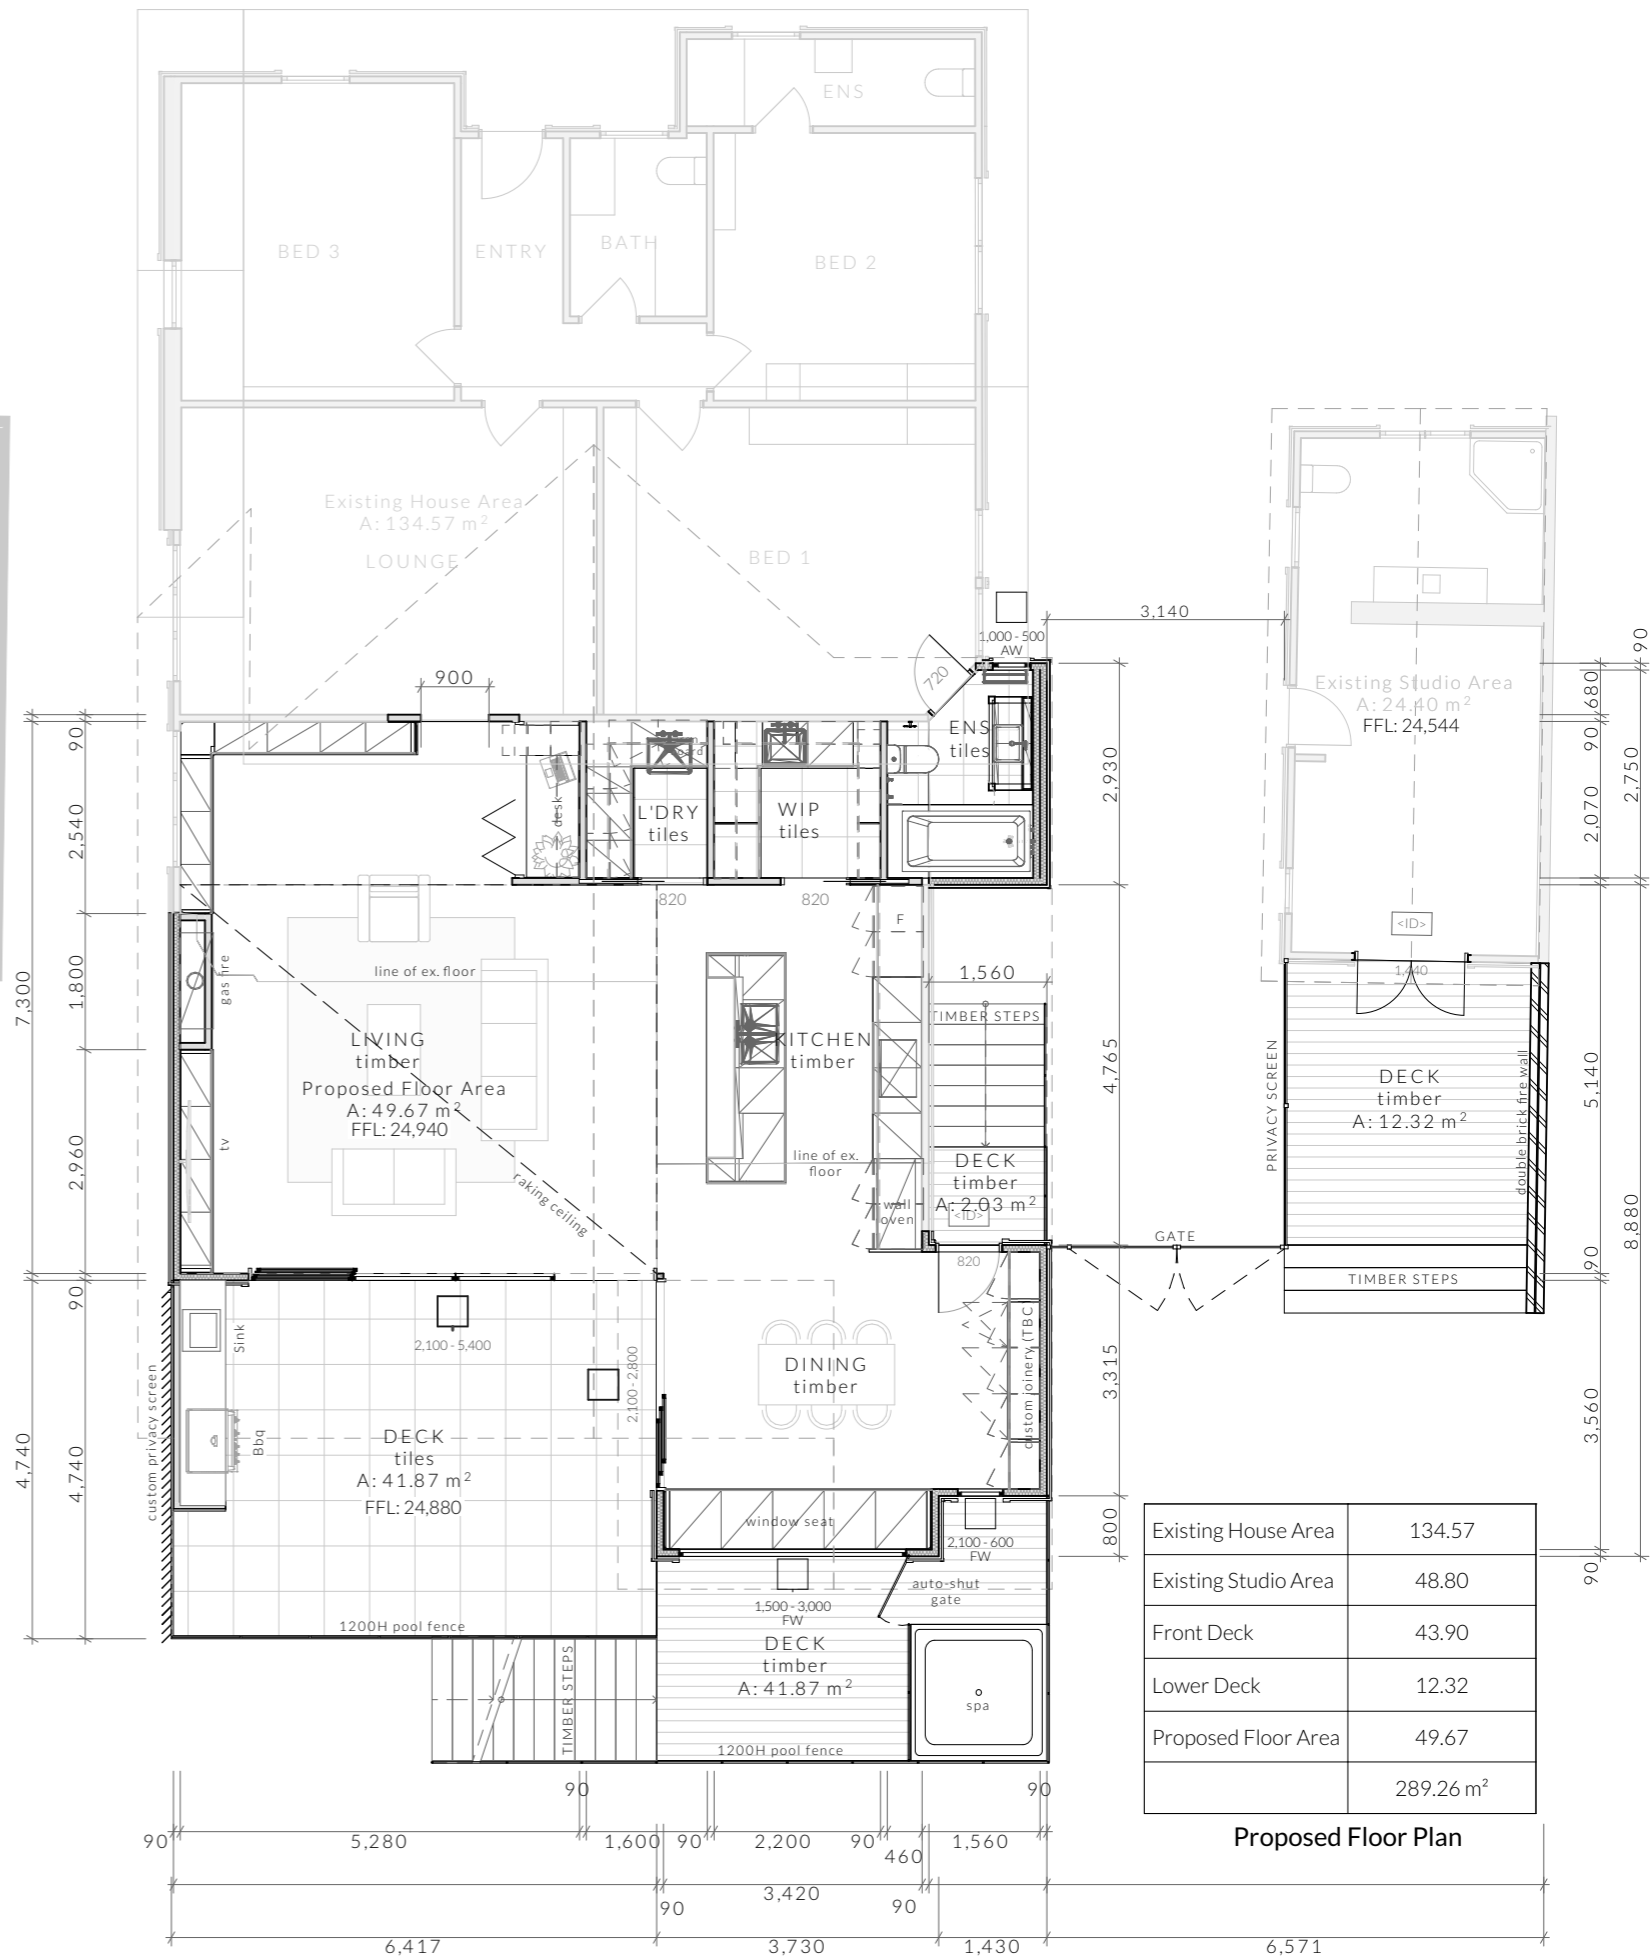 ENS
BED 3
ENTRY
BATH
BED 2
Existing House Area
A: 134.57 m²
LOUNGE
BED 1
3,140
1,000 - 500
AW
720
900
Existing Studio Area
A: 24.40 m²
FFL: 24,544
90
680
90
2,070
2,750
90
2,540
desk
L'DRY
tiles
WIP
tiles
ENS
tiles
2,930
820
820
F
<ID>
1,440
7,300
1,800
gas fire
line of ex. floor
1,560
TIMBER STEPS
LIVING
timber
Proposed Floor Area
A: 49.67 m²
FFL: 24,940
KITCHEN
timber
4,765
PRIVACY SCREEN
DECK
timber
A: 12.32 m²
double brick fire wall
5,140
8,880
2,960
tv
raking ceiling
line of ex.
floor
wall
oven
DECK
timber
A: 2.03 m²
<ID>
GATE
820
TIMBER STEPS
90
90
Sink
2,100 - 5,400
2,100 - 2,800
DINING
timber
custom joinery (TBC
3,315
3,560
custom privacy screen
Bbq
DECK
tiles
A: 41.87 m²
FFL: 24,880
4,740
4,740
window seat
2,100 - 600
FW
800
90
auto-shut
gate
1,500 - 3,000
FW
1200H pool fence
TIMBER STEPS
DECK
timber
A: 41.87 m²
spa
1200H pool fence
Existing House Area 134.57
Existing Studio Area 48.80
Front Deck 43.90
Lower Deck 12.32
Proposed Floor Area 49.67
289.26 m²
Proposed Floor Plan
90
90
90
5,280
1,600
90
2,200
90
460
1,560
90
3,420
90
6,417
3,730
1,430
6,571